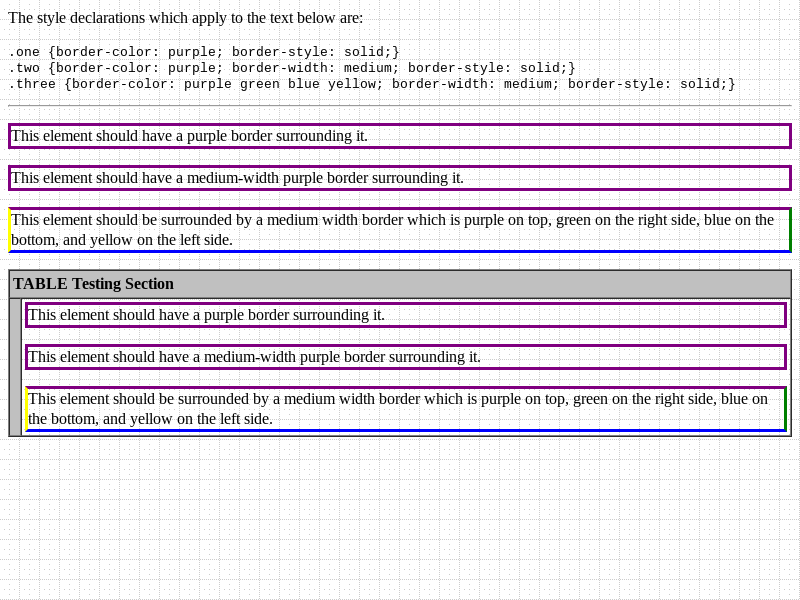 The style declarations which apply to the text below are:
.one {border-color: purple; border-style: solid;}
.two {border-color: purple; border-width: medium; border-style: solid;}
.three {border-color: purple green blue yellow; border-width: medium; border-style: solid;}
This element should have a purple border surrounding it.
This element should have a medium-width purple border surrounding it.
This element should be surrounded by a medium width border which is purple on top, green on the right side, blue on the
bottom, and yellow on the left side.
TABLE Testing Section
This element should have a purple border surrounding it.
This element should have a medium-width purple border surrounding it.
This element should be surrounded by a medium width border which is purple on top, green on the right side, blue on
the bottom, and yellow on the left side.